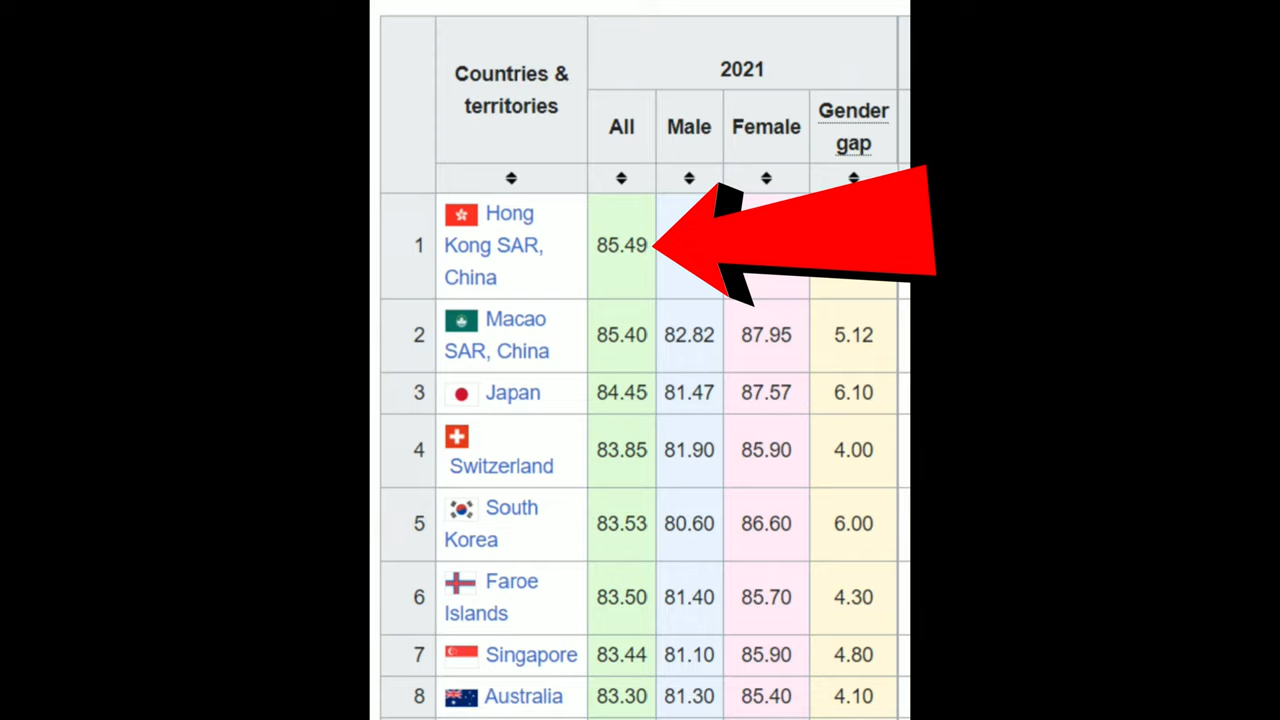 Countries &
territories
2021
All Male Female Gender
gap
1 Hong
Kong SAR,
China 85.49
2 Macao
SAR, China 85.40 82.82 87.95 5.12
3 Japan 84.45 81.47 87.57 6.10
4 Switzerland 83.85 81.90 85.90 4.00
5 South
Korea 83.53 80.60 86.60 6.00
6 Faroe
Islands 83.50 81.40 85.70 4.30
7 Singapore 83.44 81.10 85.90 4.80
8 Australia 83.30 81.30 85.40 4.10